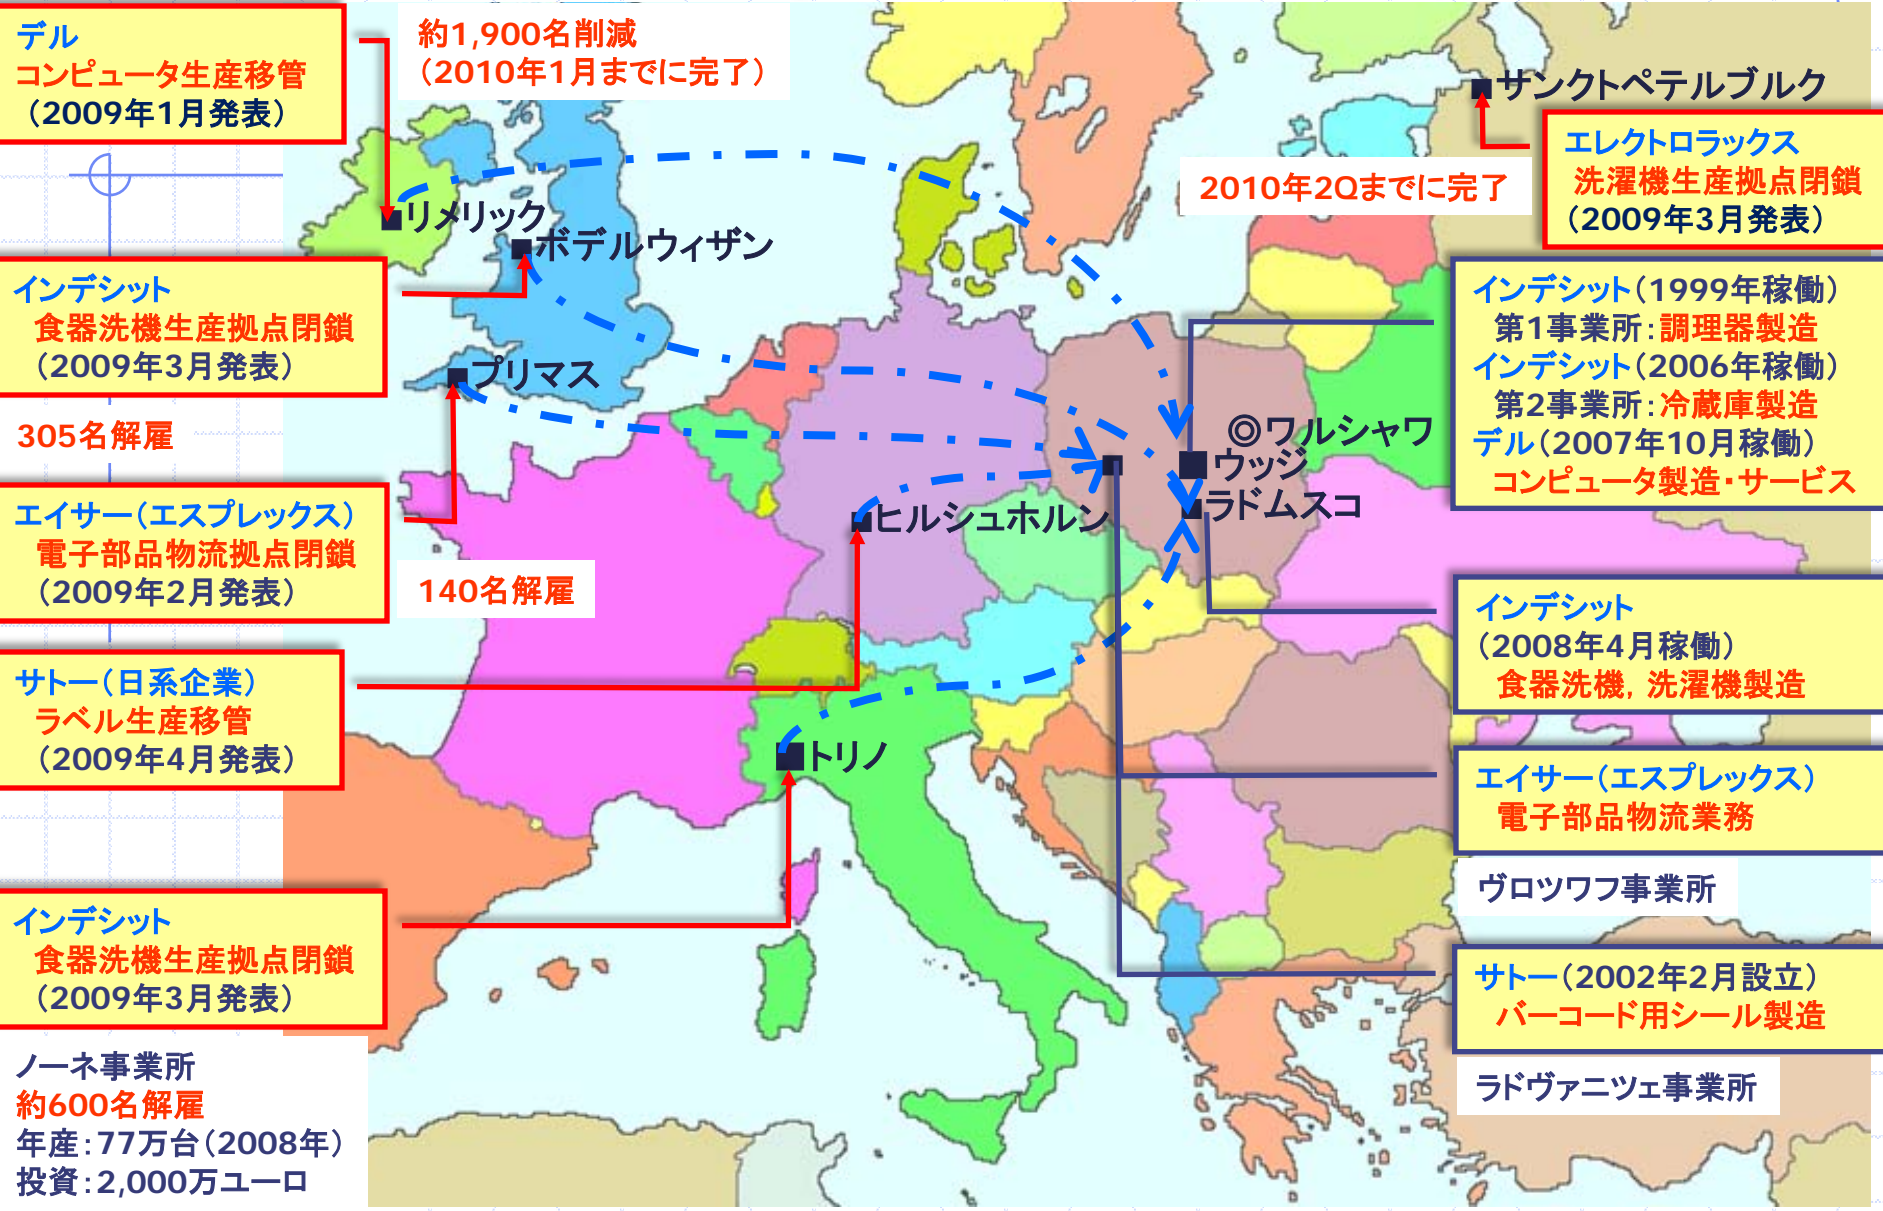 デル
コンピュータ生産移管
（2009年1月発表）
約1,900名削減
（2010年1月までに完了）
サンクトペテルブルク
エレクトロラックス
洗濯機生産拠点閉鎖
（2009年3月発表）
2010年2Qまでに完了
リメリック
ボデルウィザン
インデシット
食器洗機生産拠点閉鎖
（2009年3月発表）
305名解雇
プリマス
インデシット（1999年稼働）
第1事業所：調理器製造
インデシット（2006年稼働）
第2事業所：冷蔵庫製造
デル（2007年10月稼働）
コンピュータ製造・サービス
◎ワルシャワ
ウッジ
ラドムスコ
ヒルシュホルン
エイサー（エスプレックス）
電子部品物流拠点閉鎖
（2009年2月発表）
140名解雇
インデシット
（2008年4月稼働）
食器洗機，洗濯機製造
サトー（日系企業）
ラベル生産移管
（2009年4月発表）
トリノ
エイサー（エスプレックス）
電子部品物流業務
ヴロツワフ事業所
インデシット
食器洗機生産拠点閉鎖
（2009年3月発表）
サトー（2002年2月設立）
バーコード用シール製造
ラドヴァニツェ事業所
ノーネ事業所
約600名解雇
年産：77万台（2008年）
投資：2,000万ユーロ